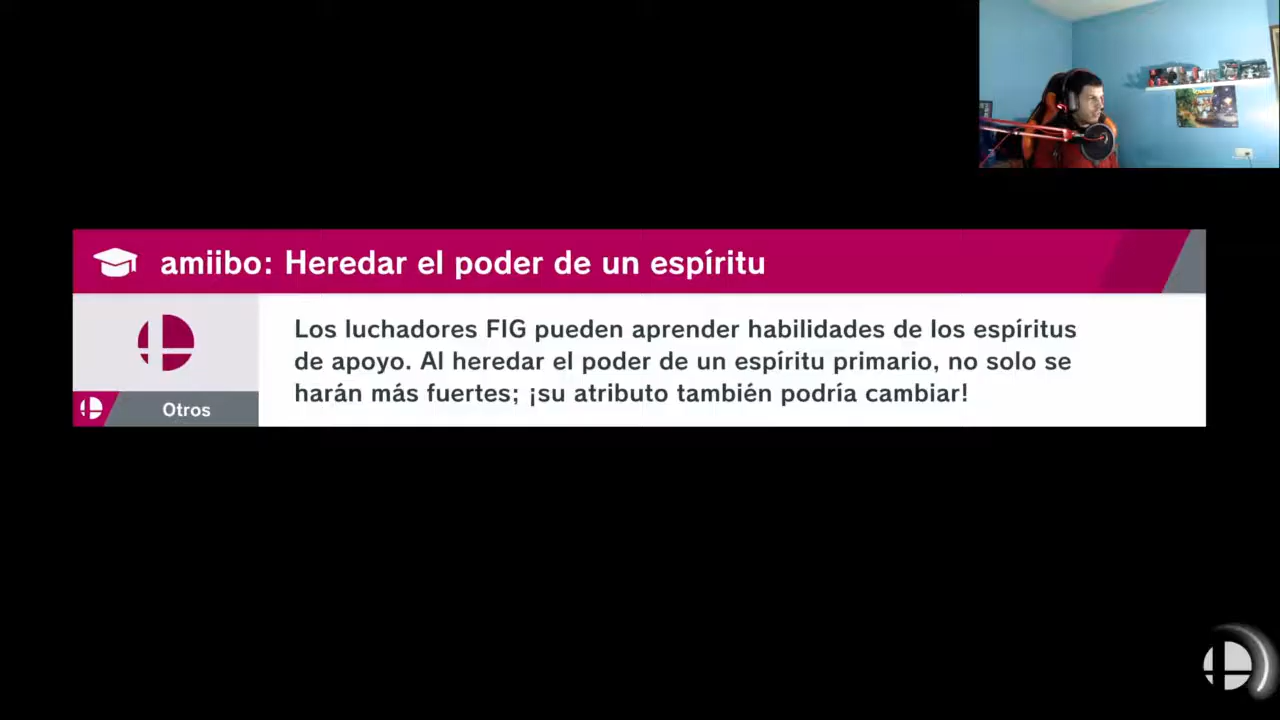 amiibo: Heredar el poder de un espíritu
Los luchadores FIG pueden aprender habilidades de los espíritus
de apoyo. Al heredar el poder de un espíritu primario, no solo se
harán más fuertes; ¡su atributo también podría cambiar!
Otros